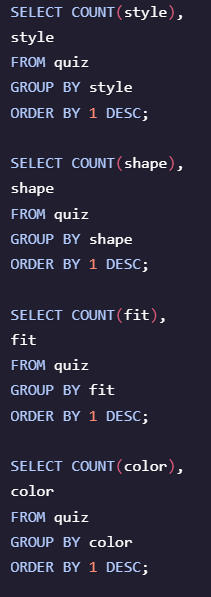 SELECT COUNT(style),
style
FROM quiz
GROUP BY style
ORDER BY 1 DESC;
SELECT COUNT(shape),
shape
FROM quiz
GROUP BY shape
ORDER BY 1 DESC;
SELECT COUNT(fit),
fit
FROM quiz
GROUP BY fit
ORDER BY 1 DESC;
SELECT COUNT(color),
color
FROM quiz
GROUP BY color
ORDER BY 1 DESC;